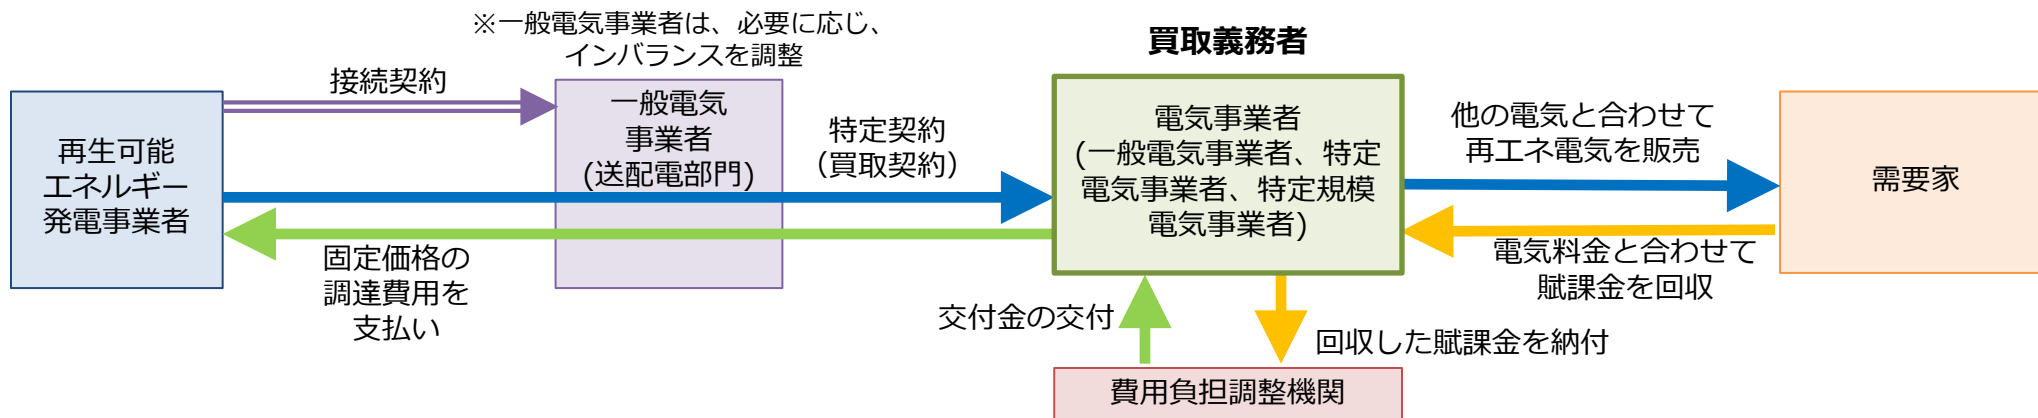 ※一般電気事業者は、必要に応じ、
インバランスを調整
買取義務者
接続契約
再生可能
エネルギー
発電事業者
一般電気
事業者
(送配電部門)
特定契約
（買取契約）
電気事業者
(一般電気事業者、特定
電気事業者、特定規模
電気事業者)
他の電気と合わせて
再エネ電気を販売
需要家
固定価格の
調達費用を
支払い
電気料金と合わせて
賦課金を回収
交付金の交付
回収した賦課金を納付
費用負担調整機関